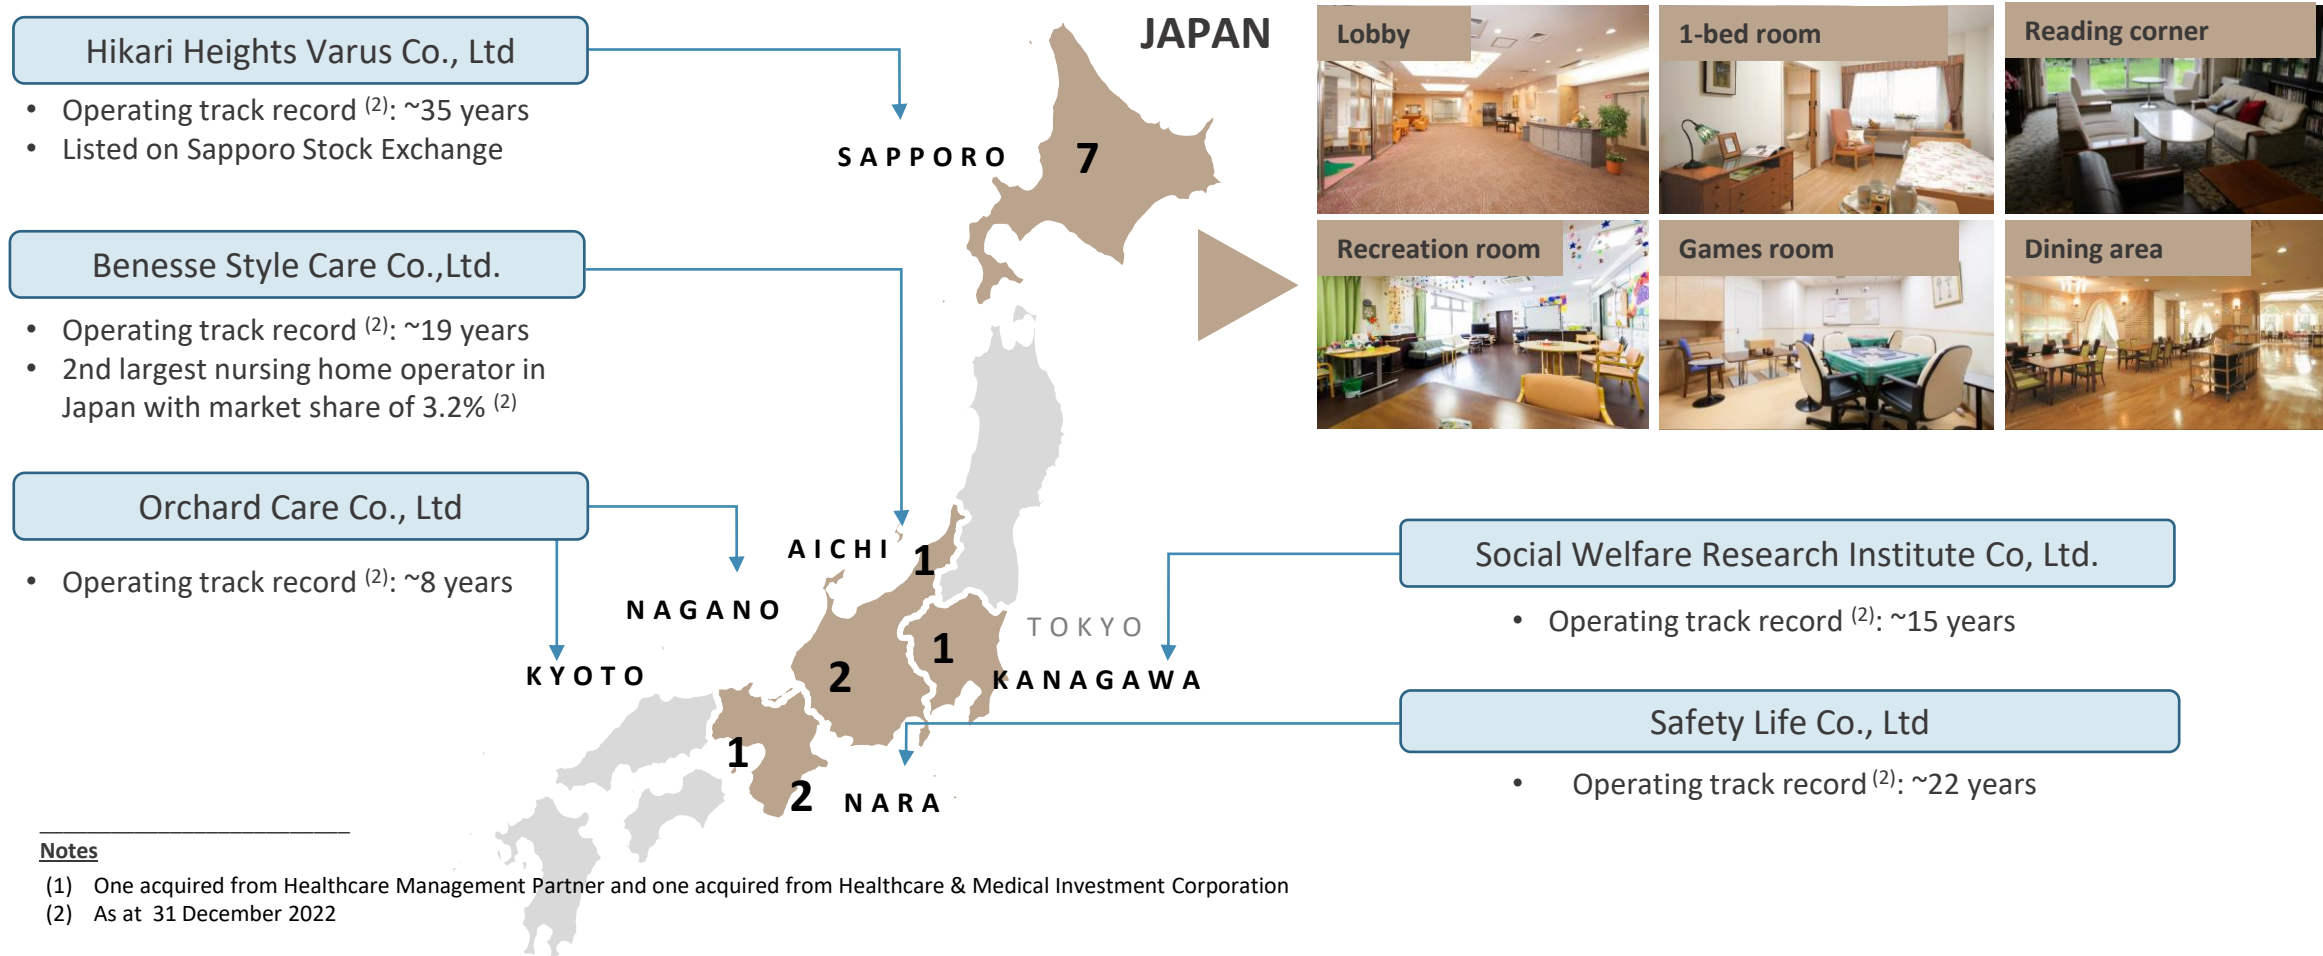 Hikari Heights Varus Co., Ltd
• Operating track record (2): ~35 years
• Listed on Sapporo Stock Exchange
Benesse Style Care Co.,Ltd.
• Operating track record (2): ~19 years
• 2nd largest nursing home operator in
Japan with market share of 3.2% (2)
Orchard Care Co., Ltd
• Operating track record (2): ~8 years
JAPAN
SAPPORO
7
AICHI
1
NAGANO
2
TOKYO
1
KANAGAWA
KYOTO
1
2
NARA
Lobby
1-bed room
Reading corner
Recreation room
Games room
Dining area
Social Welfare Research Institute Co, Ltd.
• Operating track record (2): ~15 years
Safety Life Co., Ltd
• Operating track record (2): ~22 years
Notes
(1) One acquired from Healthcare Management Partner and one acquired from Healthcare & Medical Investment Corporation
(2) As at 31 December 2022